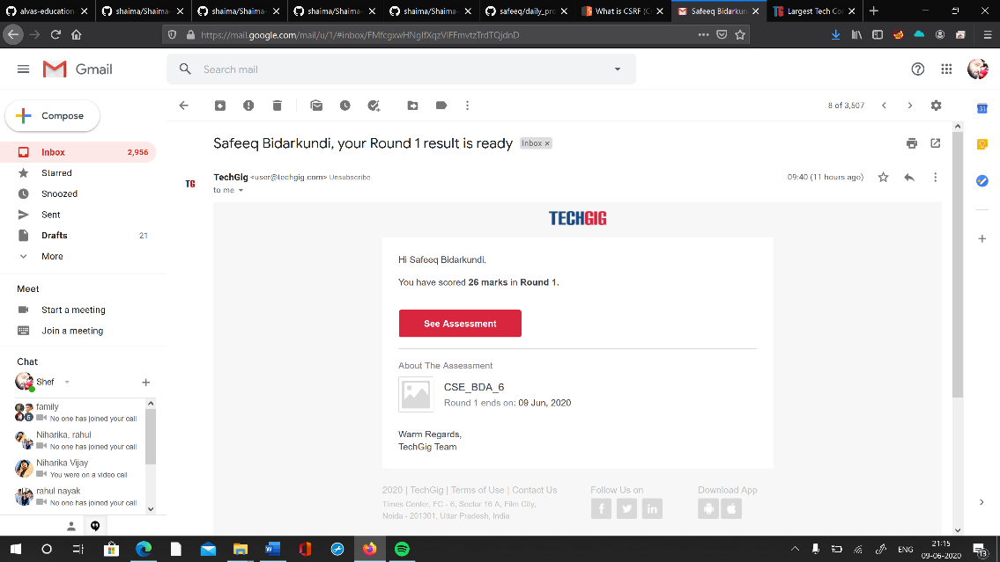 alvas-education-
shaima/Shaima-
shaima/Shaima-
shaima/Shaima-
shaima/Shaima-
safeeq/daily_pro
What is CSRF (C
Safeeq Bidarkun
Largest Tech Co
https://mail.google.com/mail/u/1/#inbox/FMfcgxwHNgIfXqzVlFFmvtzTrdTQjdnD
Gmail
Search mail
Compose
8 of 3,507
31
Inbox 2,956
Starred
Snoozed
Sent
Drafts 21
More
Meet
Start a meeting
Join a meeting
Chat
Shef
family
6 No one has joined your call
Niharika, rahul
No one has joined your call
Niharika Vijay
You were on a video call
rahul nayak
No one has joined your call
Safeeq Bidarkundi, your Round 1 result is ready Inbox x
TG
TechGig <user@techgig.com> Unsubscribe
to me
09:40 (11 hours ago)
TECHGIG
Hi Safeeq Bidarkundi,
You have scored 26 marks in Round 1.
See Assessment
About The Assessment
CSE_BDA_6
Round 1 ends on: 09 Jun, 2020
Warm Regards,
TechGig Team
2020 | TechGig | Terms of Use | Contact Us
Times Center, FC - 6, Sector 16 A, Film City,
Noida - 201301, Uttar Pradesh, India
Follow Us on
Download App
ENG
21:15
09-06-2020
13